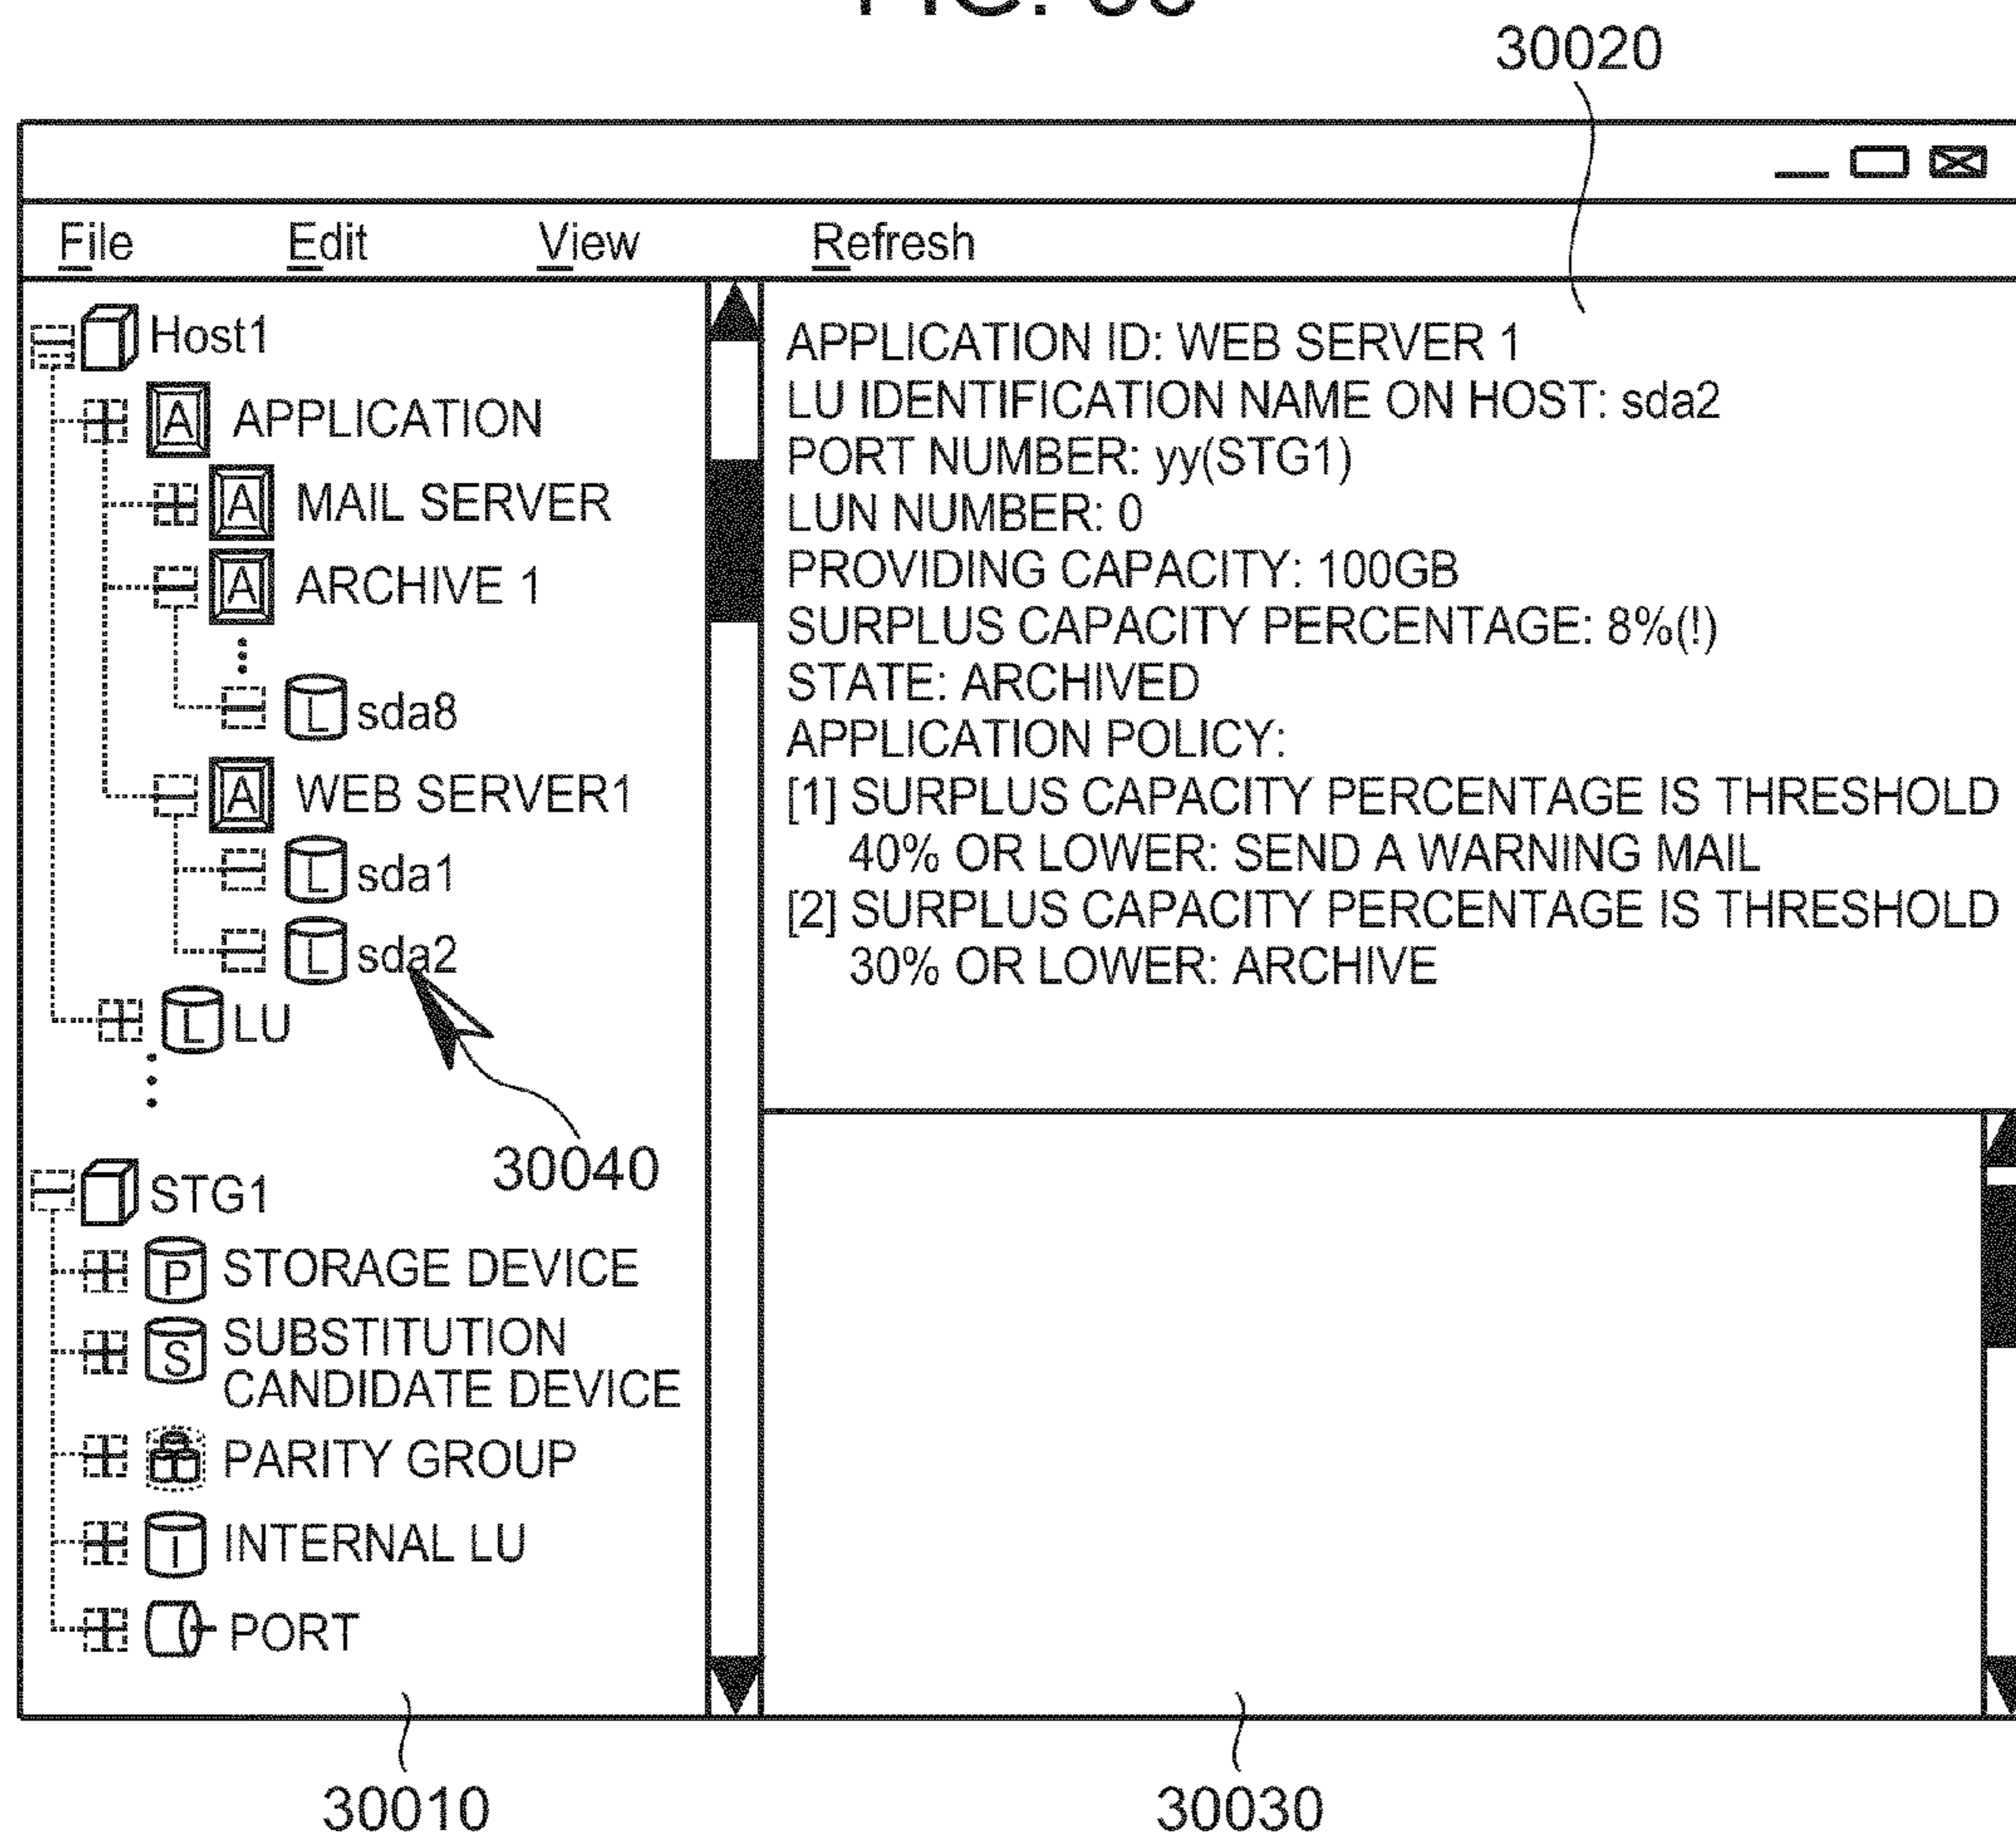 FIG.
30020
File Edit View Refresh
Host1
A APPLICATION
A MAIL SERVER
A ARCHIVE 1
L sda8
A WEB SERVER1
L sda1
L sda2
L LU
30040
STG1
P STORAGE DEVICE
S SUBSTITUTION
CANDIDATE DEVICE
PARITY GROUP
I INTERNAL LU
PORT
APPLICATION ID: WEB SERVER 1
LU IDENTIFICATION NAME ON HOST: sda2
PORT NUMBER: yy(STG1)
LUN NUMBER: 0
PROVIDING CAPACITY: 100GB
SURPLUS CAPACITY PERCENTAGE: 8%(!)
STATE: ARCHIVED
APPLICATION POLICY:
[1] SURPLUS CAPACITY PERCENTAGE IS THRESHOLD
40% OR LOWER: SEND A WARNING MAIL
[2] SURPLUS CAPACITY PERCENTAGE IS THRESHOLD
30% OR LOWER: ARCHIVE
30010
30030